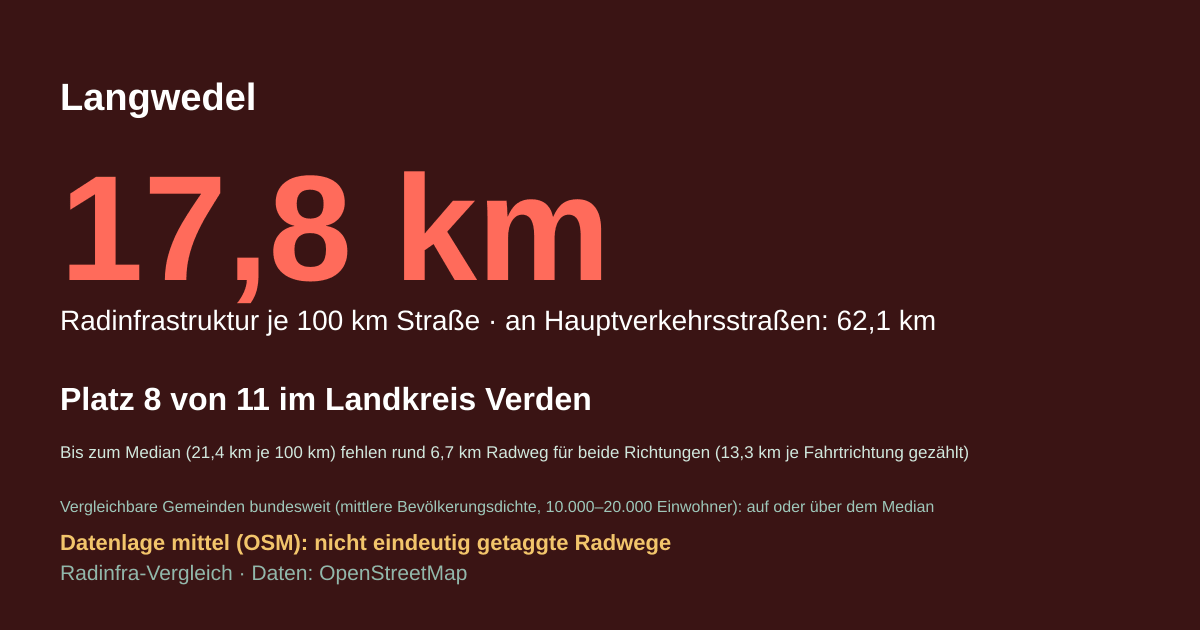 Langwedel
17,8 km
Radinfrastruktur je 100 km Straße · an Hauptverkehrsstraßen: 62,1 km
Platz 8 von 11 im Landkreis Verden
Bis zum Median (21,4 km je 100 km) fehlen rund 6,7 km Radweg für beide Richtungen (13,3 km je Fahrtrichtung gezählt)
Vergleichbare Gemeinden bundesweit (mittlere Bevölkerungsdichte, 10.000–20.000 Einwohner): auf oder über dem Median
Datenlage mittel (OSM): nicht eindeutig getaggte Radwege
Radinfra-Vergleich · Daten: OpenStreetMap